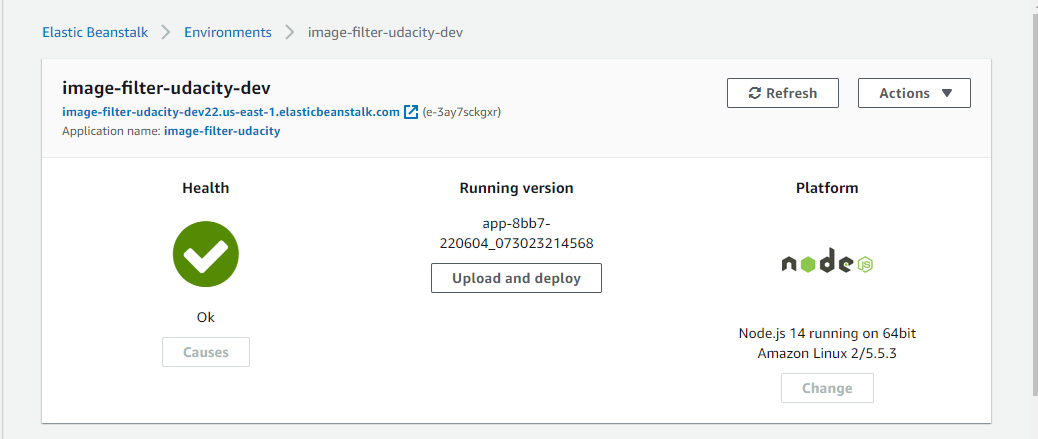 Elastic Beanstalk > Environments > image-filter-udacity-dev
image-filter-udacity-dev
Refresh
Actions
image-filter-udacity-dev22.us-east-1.elasticbeanstalk.com (e-3ay7sckgxr)
Application name: image-filter-udacity
Health
Ok
Causes
Running version
app-8bb7-
220604_073023214568
Upload and deploy
Platform
node JS
Node.js 14 running on 64bit
Amazon Linux 2/5.5.3
Change